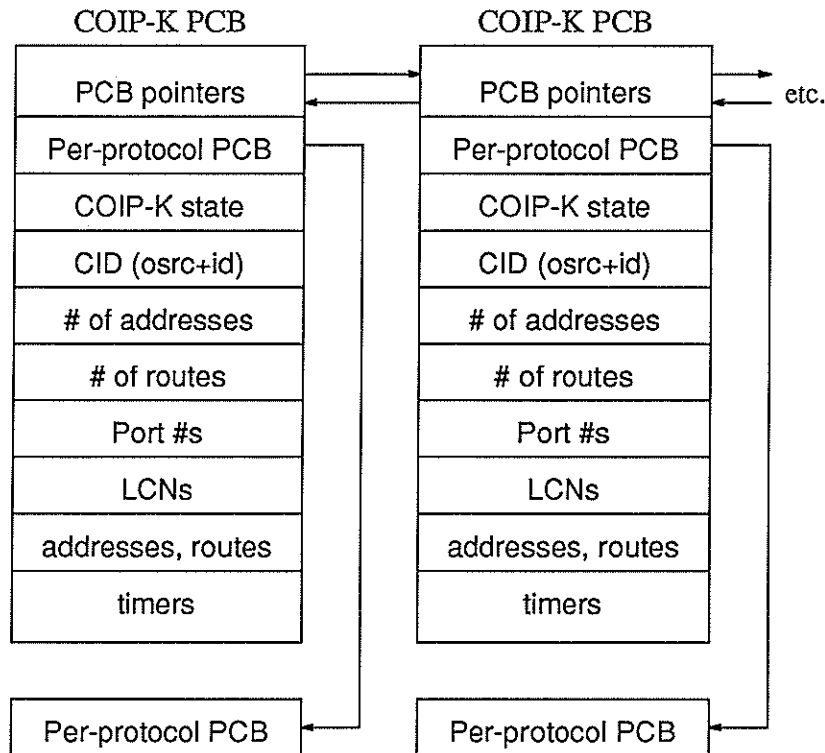 COIP-K PCB
PCB pointers
Per-protocol PCB
COIP-K state
CID (osrc+id)
# of addresses
# of routes
Port #s
LCNs
addresses, routes
timers
Per-protocol PCB
COIP-K PCB
PCB pointers
Per-protocol PCB
COIP-K state
CID (osrc+id)
# of addresses
# of routes
Port #s
LCNs
addresses, routes
timers
Per-protocol PCB
etc.